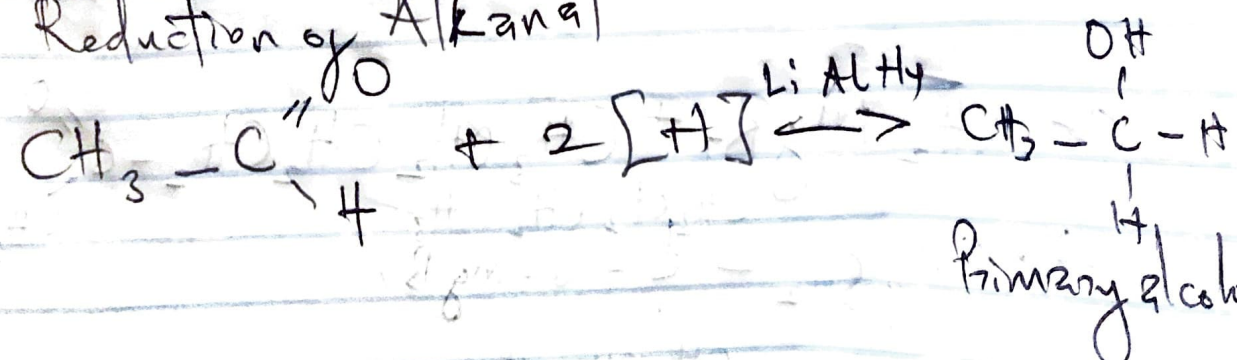 Reduction of Alkanal
O
CH3 - C + 2[H] LiAlH4 ⟷ CH3 - C - H
H
OH
H
Primary alcoh